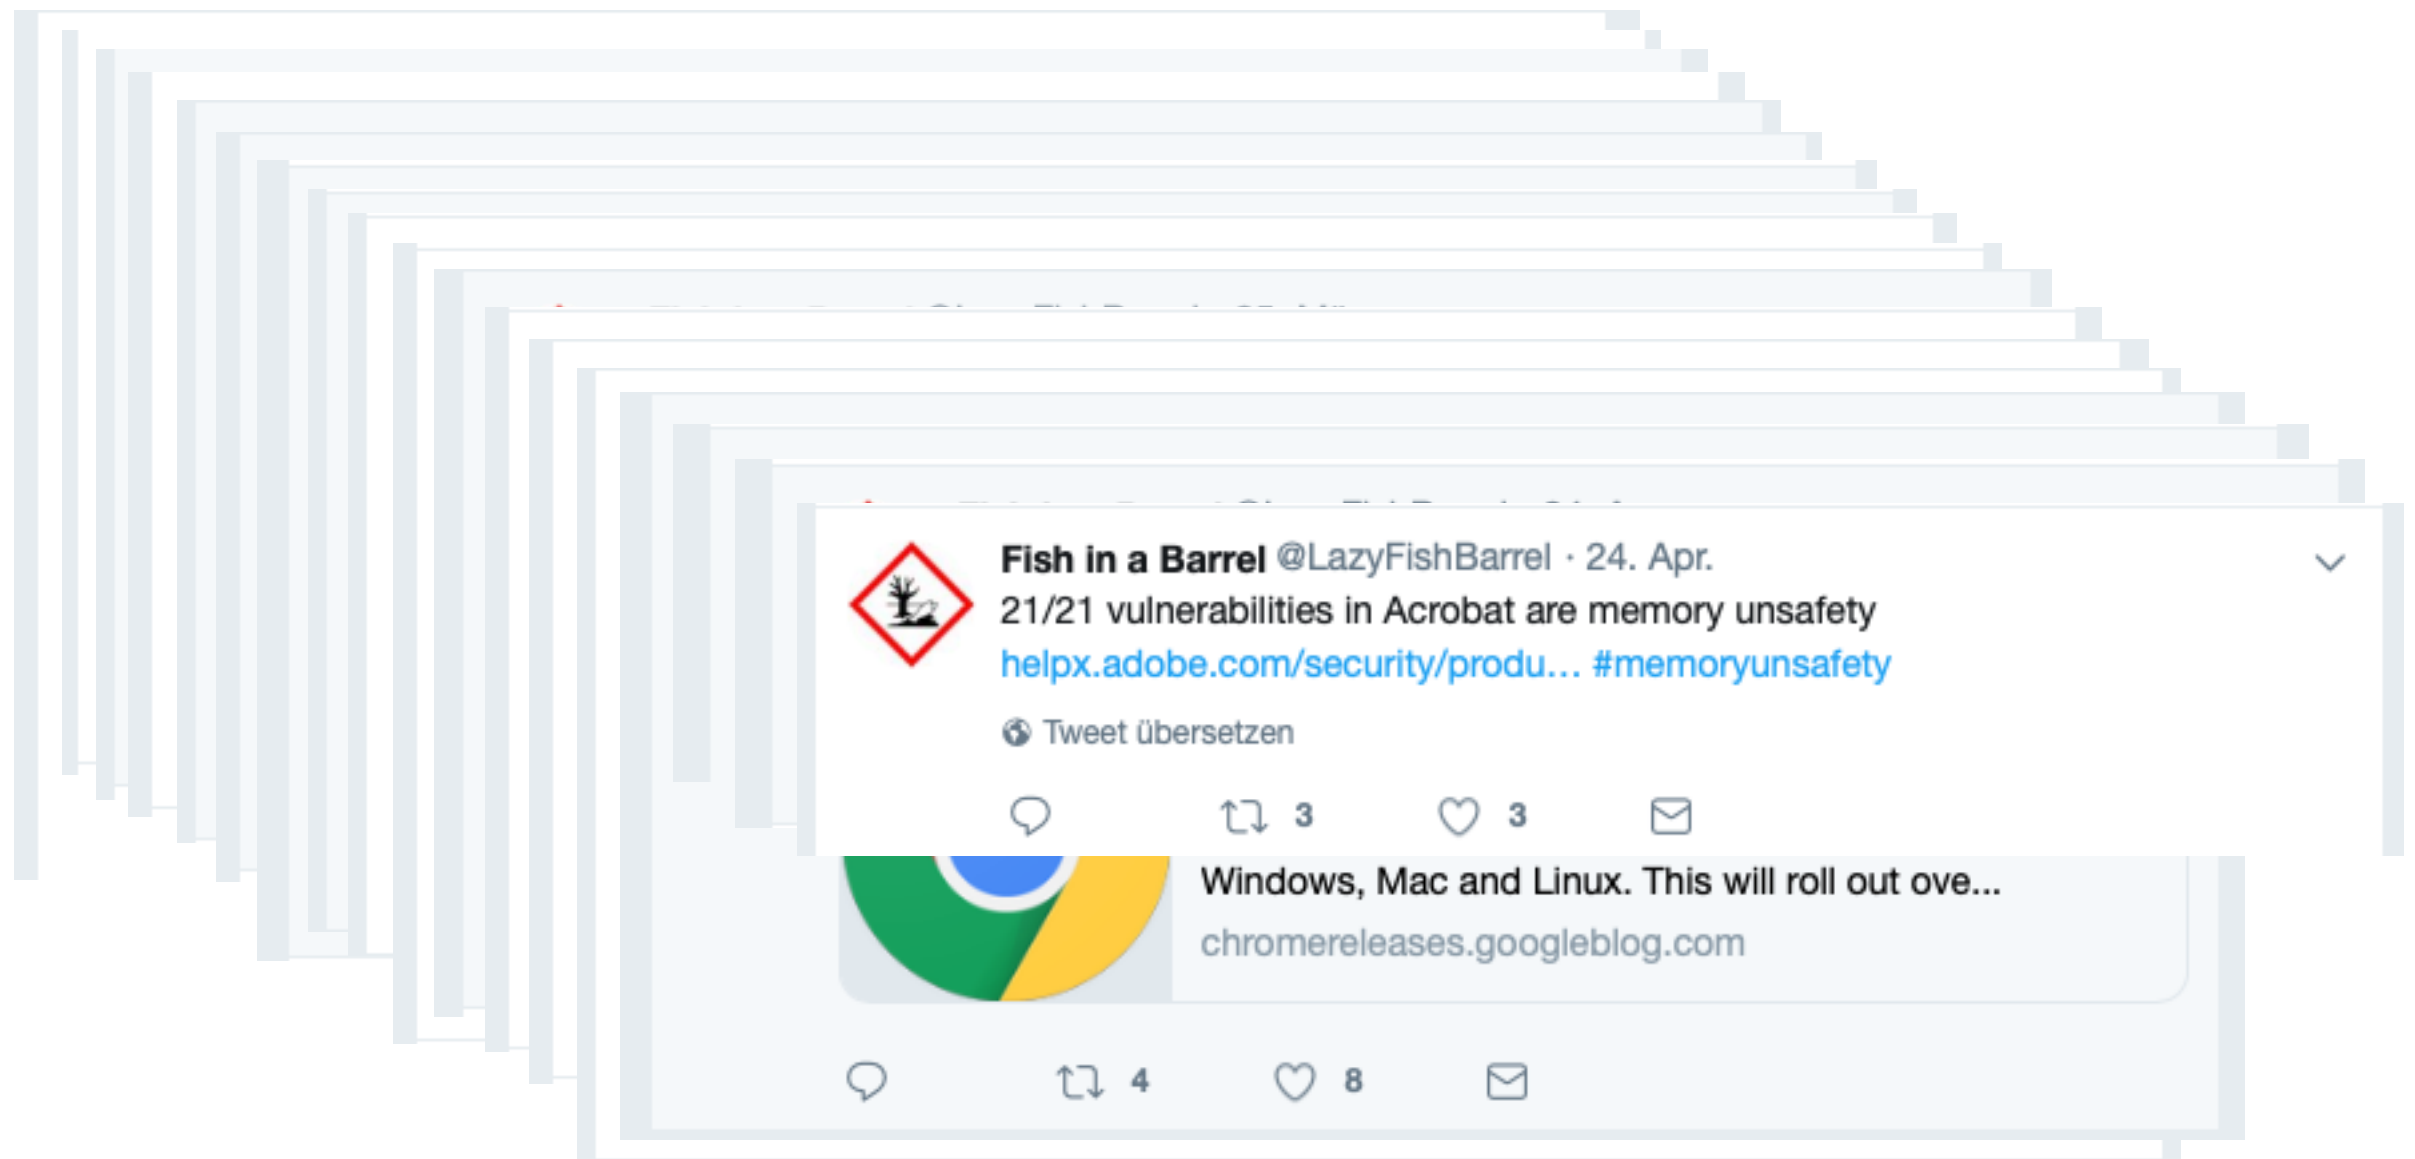 Fish in a Barrel @LazyFishBarrel · 24. Apr.
21/21 vulnerabilities in Acrobat are memory unsafety
helpx.adobe.com/security/produ... #memoryunsafety
Tweet übersetzen
3 3
Windows, Mac and Linux. This will roll out ove...
chromereleases.googleblog.com
4 8